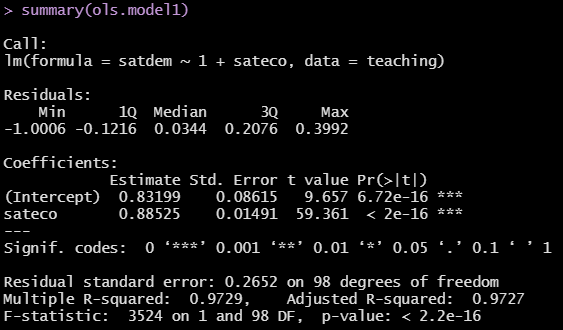 > summary(ols.model1)
Call:
lm(formula = satdem ~ 1 + sateco, data = teaching)
Residuals:
    Min      1Q  Median      3Q     Max
-1.0006 -0.1216  0.0344  0.2076  0.3992
Coefficients:
            Estimate Std. Error t value Pr(>|t|)
(Intercept)  0.83199    0.08615   9.657 6.72e-16 ***
sateco       0.88525    0.01491  59.361  < 2e-16 ***
---
Signif. codes:  0 ‘***’ 0.001 ‘**’ 0.01 ‘*’ 0.05 ‘.’ 0.1 ‘ ’ 1
Residual standard error: 0.2652 on 98 degrees of freedom
Multiple R-squared:  0.9729,    Adjusted R-squared:  0.9727
F-statistic:  3524 on 1 and 98 DF,  p-value: < 2.2e-16